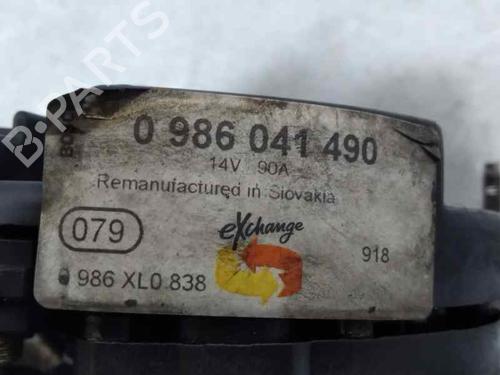 B-PARTS
0 986 041 490
14V 90A
Remanufactured in Slovakia
079
eXchange
918
986 XL0 838